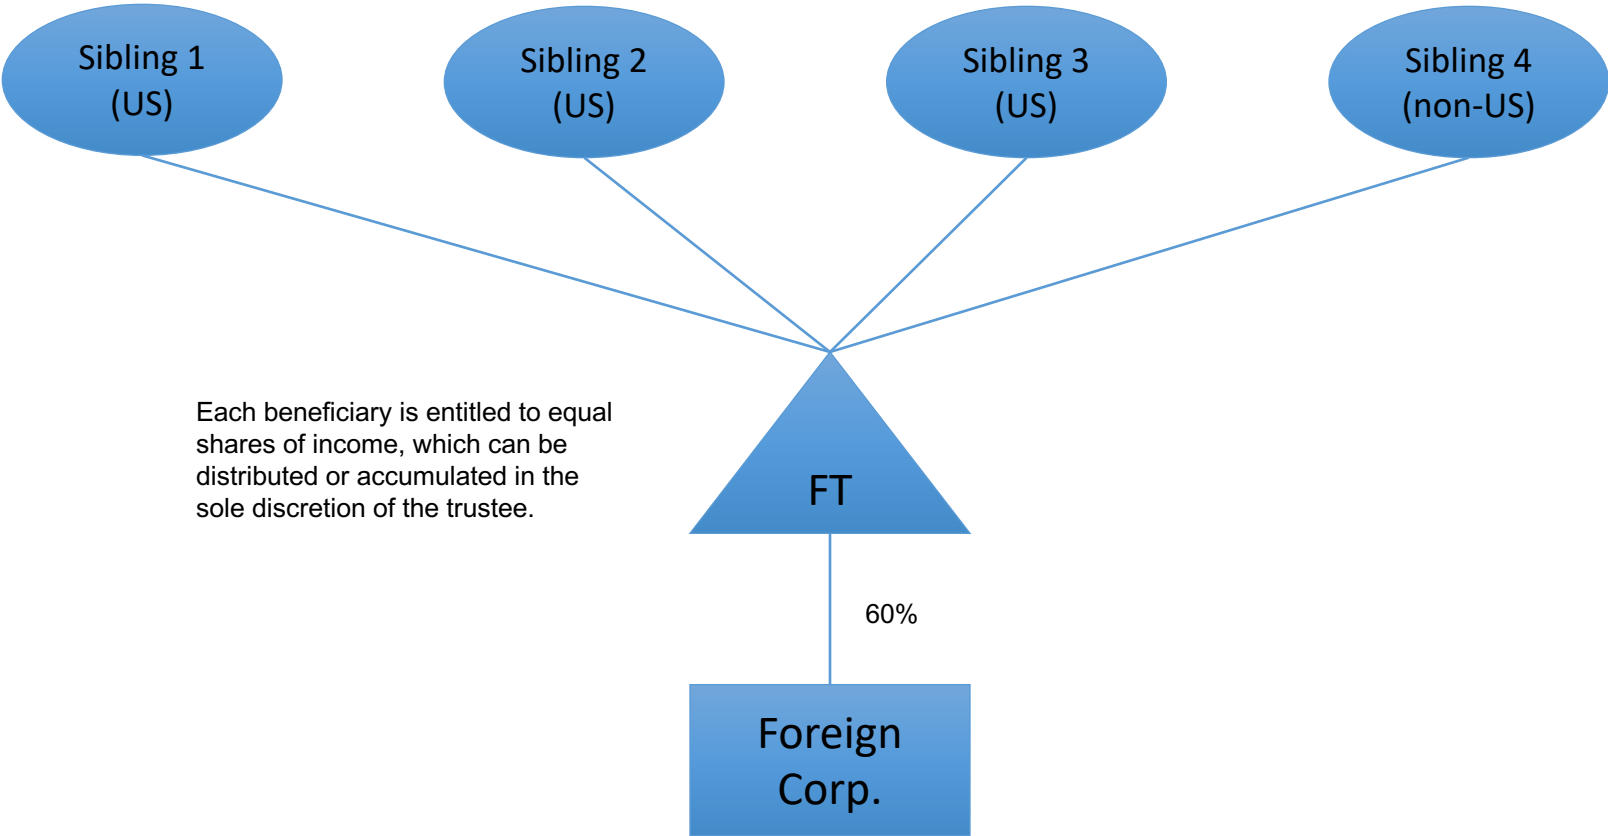 Sibling 1
(US)
Sibling 2
(US)
Sibling 3
(US)
Sibling 4
(non-US)
Each beneficiary is entitled to equal
shares of income, which can be
distributed or accumulated in the
sole discretion of the trustee.
FT
60%
Foreign
Corp.